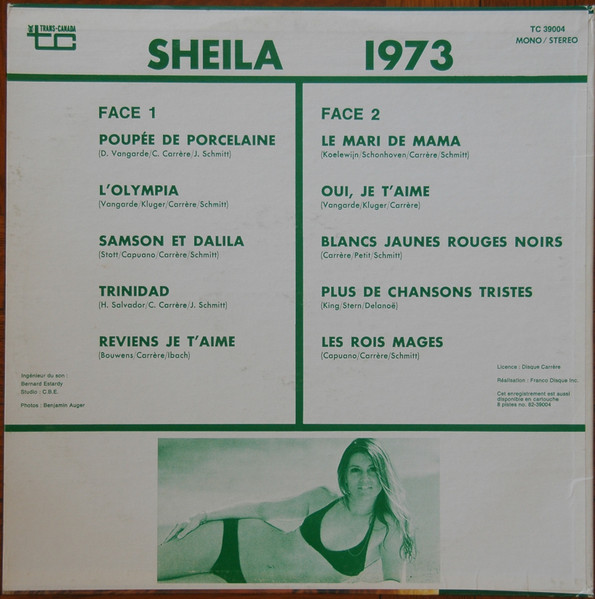 TRANS-CANADA
TC
TC 39004
MONO / STEREO
SHEILA 1973
FACE 1
POUPÉE DE PORCELAINE
(D. Vangarde/C. Carrère/J. Schmitt)
L'OLYMPIA
(Vangarde/Kluger/Carrère/Schmitt)
SAMSON ET DALILA
(Stott/Capuano/Carrère/Schmitt)
TRINIDAD
(H. Salvador/C. Carrère/J. Schmitt)
REVIENS JE T'AIME
(Bouwens/Carrère/Ibach)
Ingénieur du son :
Bernard Estardy
Studio : C.B.E.
Photos : Benjamin Auger
FACE 2
LE MARI DE MAMA
(Koelewijn/Schonhoven/Carrère/Schmitt)
OUI, JE T'AIME
(Vangarde/Kluger/Carrère)
BLANCS JAUNES ROUGES NOIRS
(Carrère/Petit/Schmitt)
PLUS DE CHANSONS TRISTES
(King/Stern/Delanoë)
LES ROIS MAGES
(Capuano/Carrère/Schmitt)
Licence : Disque Carrère
Réalisation : Franco Disque Inc.
Cet enregistrement est aussi
disponible en cartouche
8 pistes no. 82-39004